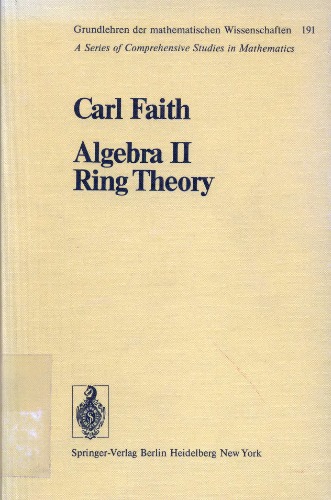 Grundlehren der mathematischen Wissenschaften 191
A Series of Comprehensive Studies in Mathematics
Carl Faith
Algebra II
Ring Theory
Springer-Verlag Berlin Heidelberg New York